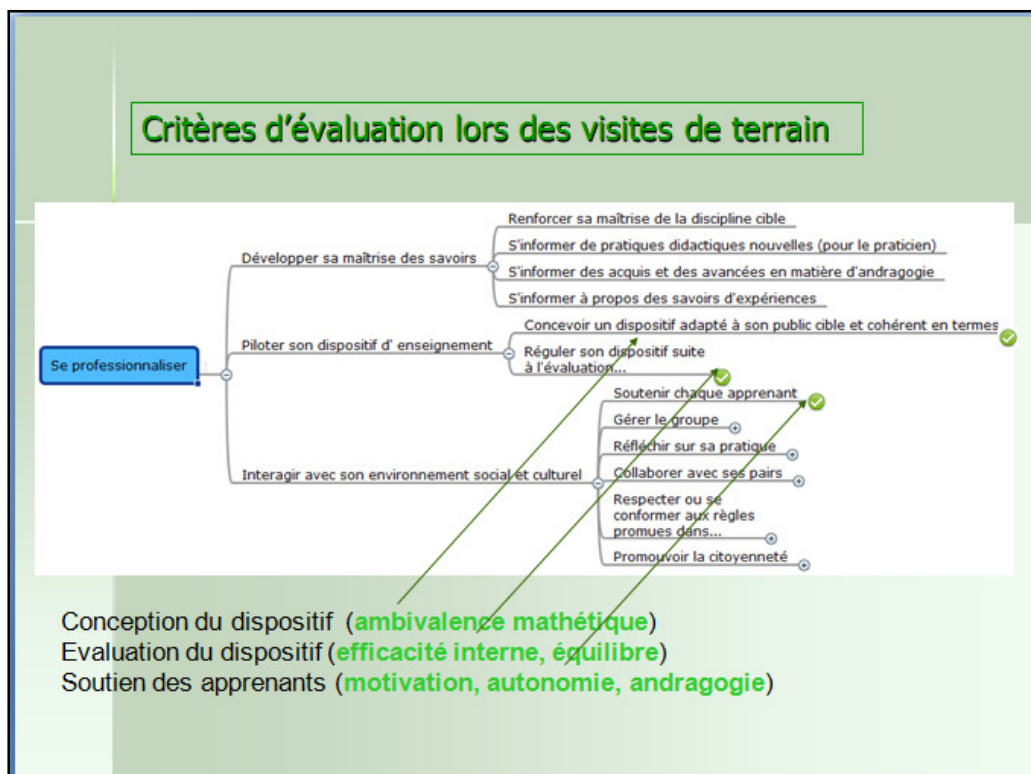 Critères d'évaluation lors des visites de terrain
Se professionnaliser
Développer sa maîtrise des savoirs
Renforcer sa maîtrise de la discipline cible
S'informer de pratiques didactiques nouvelles (pour le praticien)
S'informer des acquis et des avancées en matière d'andragogie
S'informer à propos des savoirs d'expériences
Piloter son dispositif d' enseignement
Concevoir un dispositif adapté à son public cible et cohérent en termes
Réguler son dispositif suite
à l'évaluation...
Interagir avec son environnement social et culturel
Soutenir chaque apprenant
Gérer le groupe
Réfléchir sur sa pratique
Collaborer avec ses pairs
Respecter ou se
conformer aux règles
promues dans...
Promouvoir la citoyenneté
Conception du dispositif (ambivalence mathétique)
Evaluation du dispositif (efficacité interne, équilibre)
Soutien des apprenants (motivation, autonomie, andragogie)